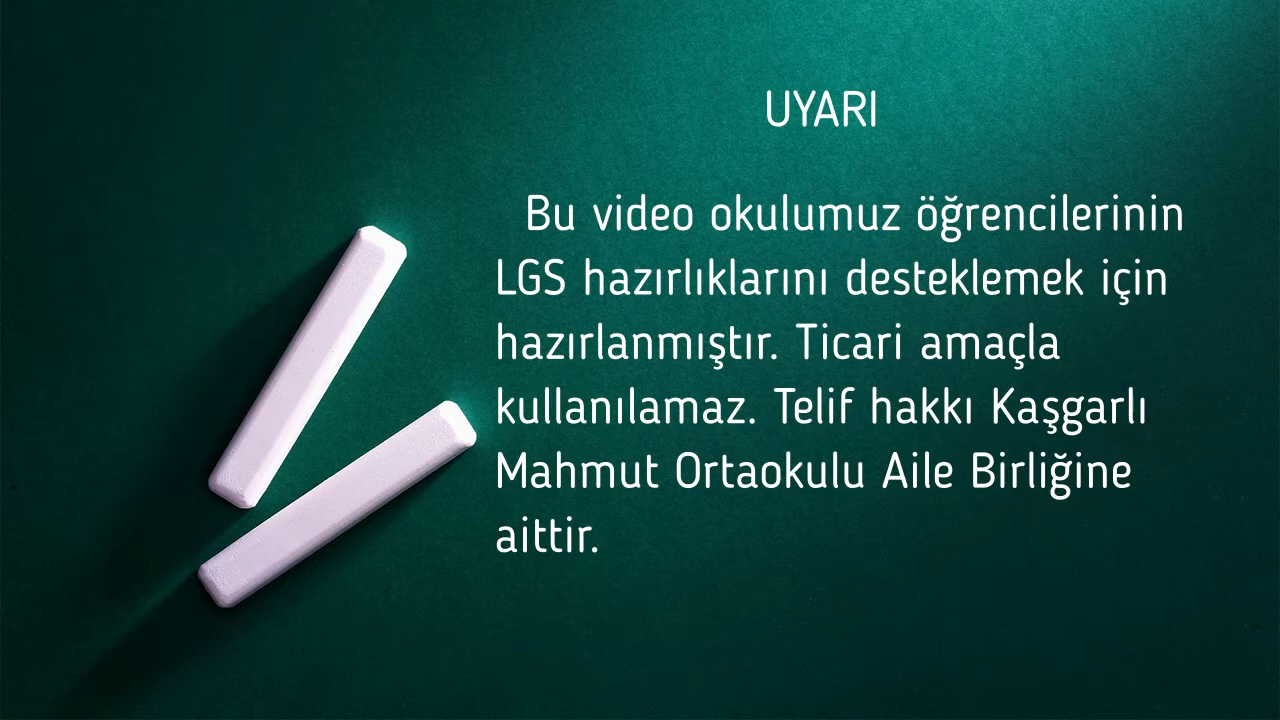 UYARI
Bu video okulumuz öğrencilerinin
LGS hazırlıklarını desteklemek için
hazırlanmıştır. Ticari amaçla
kullanılamaz. Telif hakkı Kaşgarlı
Mahmut Ortaokulu Aile Birliğine
aittir.